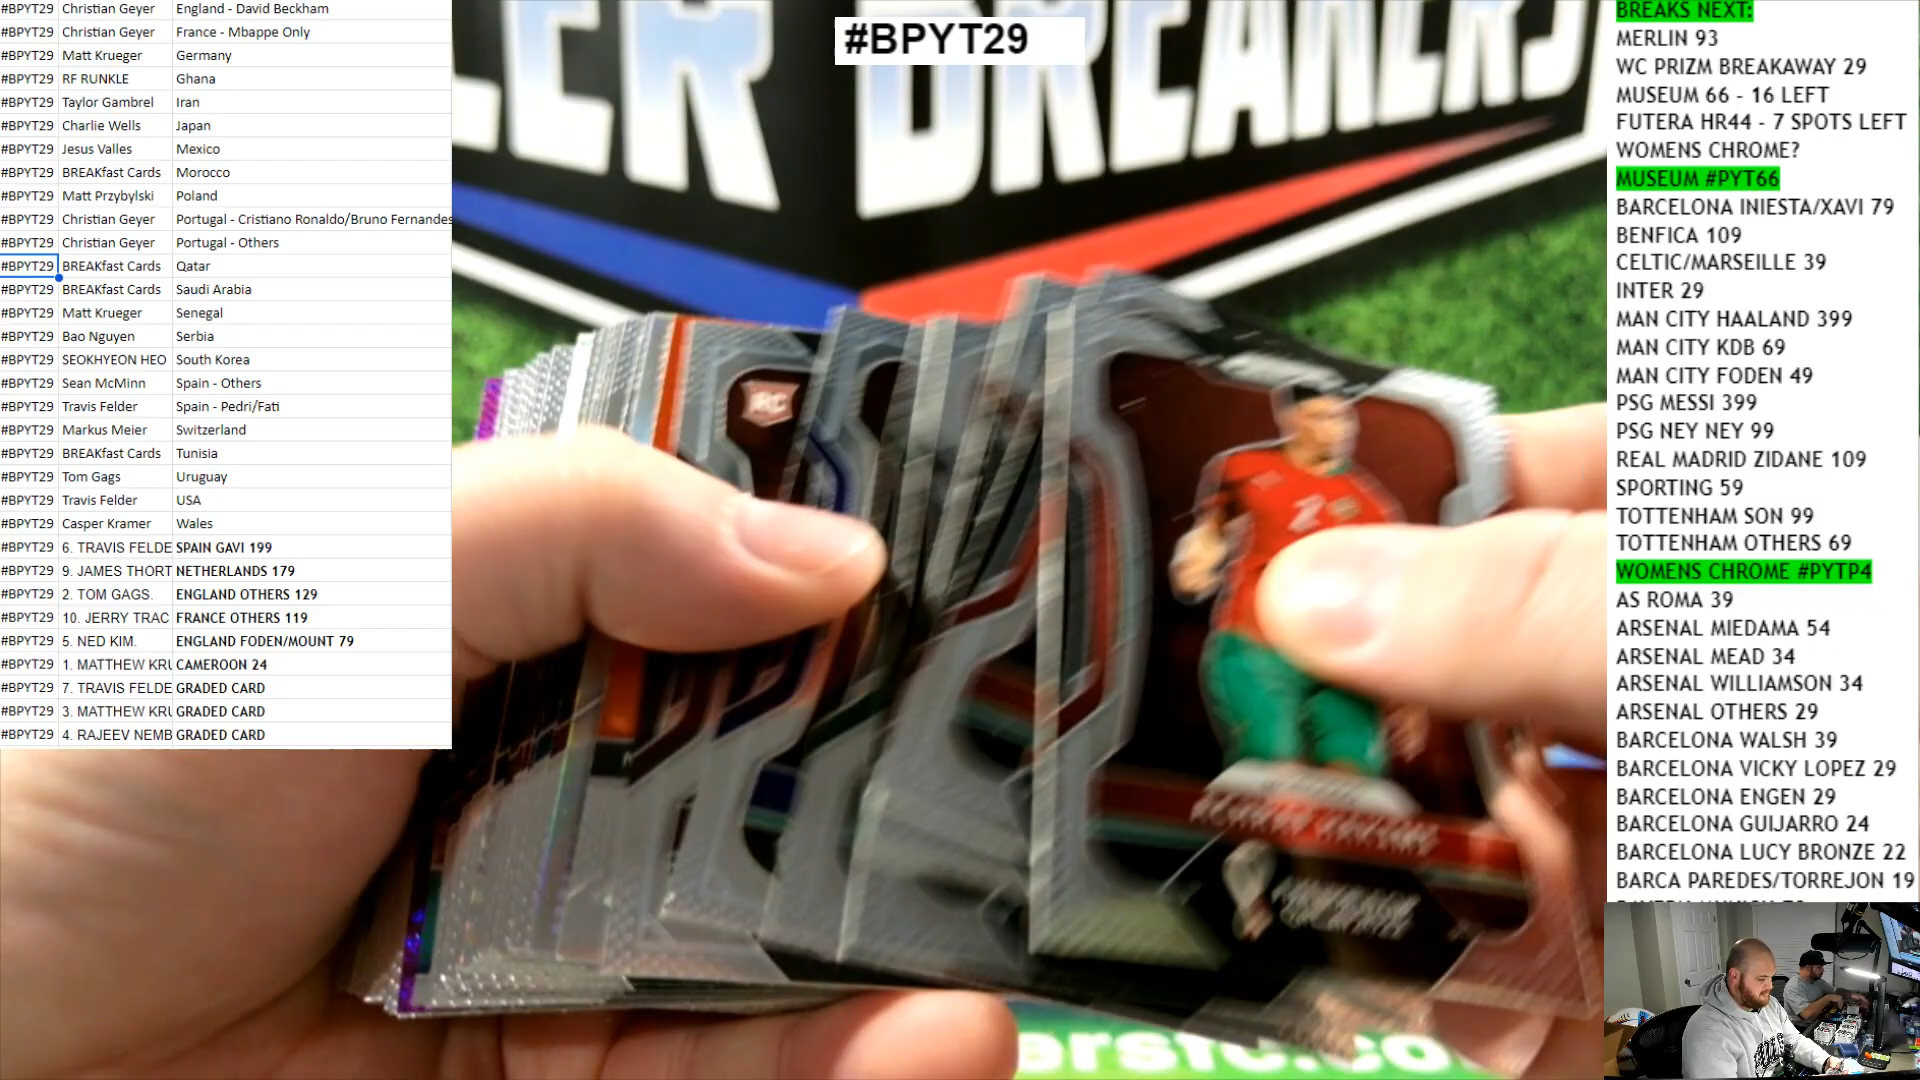 #BPYT29 Christian Geyer England - David Beckham
#BPYT29 Christian Geyer France - Mbappe Only
#BPYT29 Matt Krueger Germany
#BPYT29 RF RUNKLE Ghana
#BPYT29 Taylor Gambrel Iran
#BPYT29 Charlie Wells Japan
#BPYT29 Jesus Valles Mexico
#BPYT29 BREAKfast Cards Morocco
#BPYT29 Matt Przybylski Poland
#BPYT29 Christian Geyer Portugal - Cristiano Ronaldo/Bruno Fernandes
#BPYT29 Christian Geyer Portugal - Others
#BPYT29 BREAKfast Cards Qatar
#BPYT29 BREAKfast Cards Saudi Arabia
#BPYT29 Matt Krueger Senegal
#BPYT29 Bao Nguyen Serbia
#BPYT29 SEOKHYEON HEO South Korea
#BPYT29 Sean McMinn Spain - Others
#BPYT29 Travis Felder Spain - Pedri/Fati
#BPYT29 Markus Meier Switzerland
#BPYT29 BREAKfast Cards Tunisia
#BPYT29 Tom Gags Uruguay
#BPYT29 Travis Felder USA
#BPYT29 Casper Kramer Wales
#BPYT29 6. TRAVIS FELDE SPAIN GAVI 199
#BPYT29 9. JAMES THORT NETHERLANDS 179
#BPYT29 2. TOM GAGS. ENGLAND OTHERS 129
#BPYT29 10. JERRY TRAC FRANCE OTHERS 119
#BPYT29 5. NED KIM. ENGLAND FODEN/MOUNT 79
#BPYT29 1. MATTHEW KRU CAMEROON 24
#BPYT29 7. TRAVIS FELDE GRADED CARD
#BPYT29 3. MATTHEW KRU GRADED CARD
#BPYT29 4. RAJEEV NEMB GRADED CARD
#BPYT29
LER BREAKERS
RC
2
ACHRAF HAKIMI
ersfc.co
BREAKS NEXT:
MERLIN 93
WC PRIZM BREAKAWAY 29
MUSEUM 66 - 16 LEFT
FUTERA HR44 - 7 SPOTS LEFT
WOMENS CHROME?
MUSEUM #PYT66
BARCELONA INIESTA/XAVI 79
BENFICA 109
CELTIC/MARSEILLE 39
INTER 29
MAN CITY HAALAND 399
MAN CITY KDB 69
MAN CITY FODEN 49
PSG MESSI 399
PSG NEY NEY 99
REAL MADRID ZIDANE 109
SPORTING 59
TOTTENHAM SON 99
TOTTENHAM OTHERS 69
WOMENS CHROME #PYTP4
AS ROMA 39
ARSENAL MIEDAMA 54
ARSENAL MEAD 34
ARSENAL WILLIAMSON 34
ARSENAL OTHERS 29
BARCELONA WALSH 39
BARCELONA VICKY LOPEZ 29
BARCELONA ENGEN 29
BARCELONA GUIJARRO 24
BARCELONA LUCY BRONZE 22
BARCA PAREDES/TORREJON 19